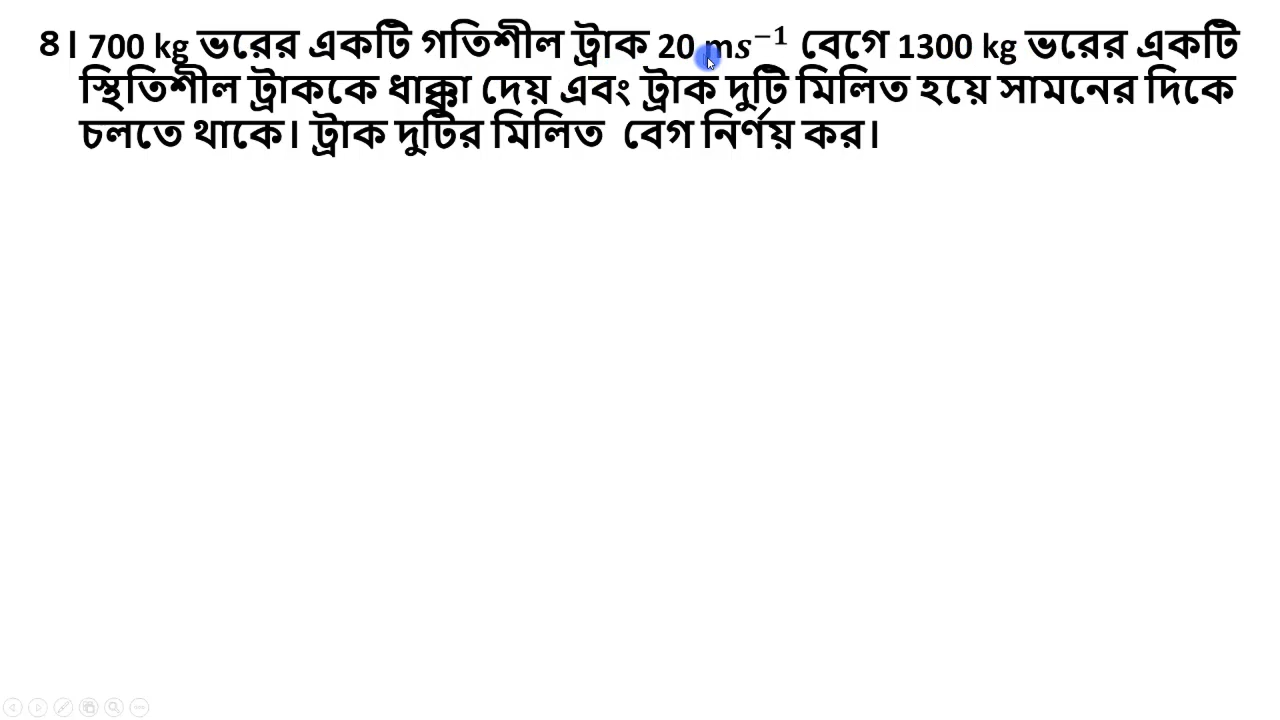 ৪। 700 kg ভরের একটি গতিশীল ট্রাক 20 ms⁻¹ বেগে 1300 kg ভরের একটি
স্থিতিশীল ট্রাককে ধাক্কা দেয় এবং ট্রাক দুটি মিলিত হয়ে সামনের দিকে
চলতে থাকে। ট্রাক দুটির মিলিত বেগ নির্ণয় কর।